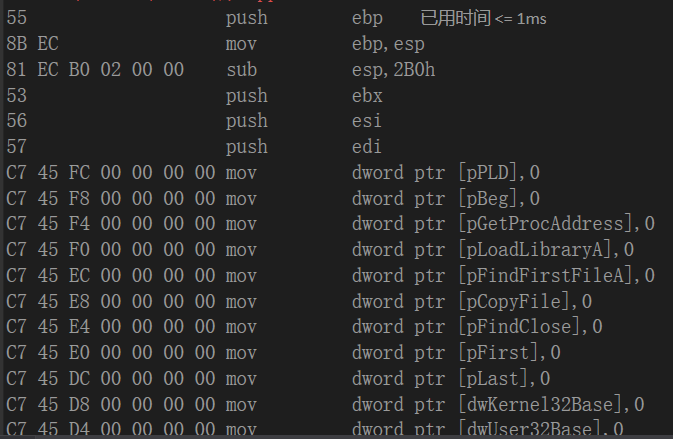 55 push ebp 已用时间 <= 1ms
8B EC mov ebp,esp
81 EC B0 02 00 00 sub esp,2B0h
53 push ebx
56 push esi
57 push edi
C7 45 FC 00 00 00 00 mov dword ptr [pPLD],0
C7 45 F8 00 00 00 00 mov dword ptr [pBeg],0
C7 45 F4 00 00 00 00 mov dword ptr [pGetProcAddress],0
C7 45 F0 00 00 00 00 mov dword ptr [pLoadLibraryA],0
C7 45 EC 00 00 00 00 mov dword ptr [pFindFirstFileA],0
C7 45 E8 00 00 00 00 mov dword ptr [pCopyFile],0
C7 45 E4 00 00 00 00 mov dword ptr [pFindClose],0
C7 45 E0 00 00 00 00 mov dword ptr [pFirst],0
C7 45 DC 00 00 00 00 mov dword ptr [pLast],0
C7 45 D8 00 00 00 00 mov dword ptr [dwKernel32Base],0
C7 45 D4 00 00 00 00 mov dword ptr [dwUser32Base],0